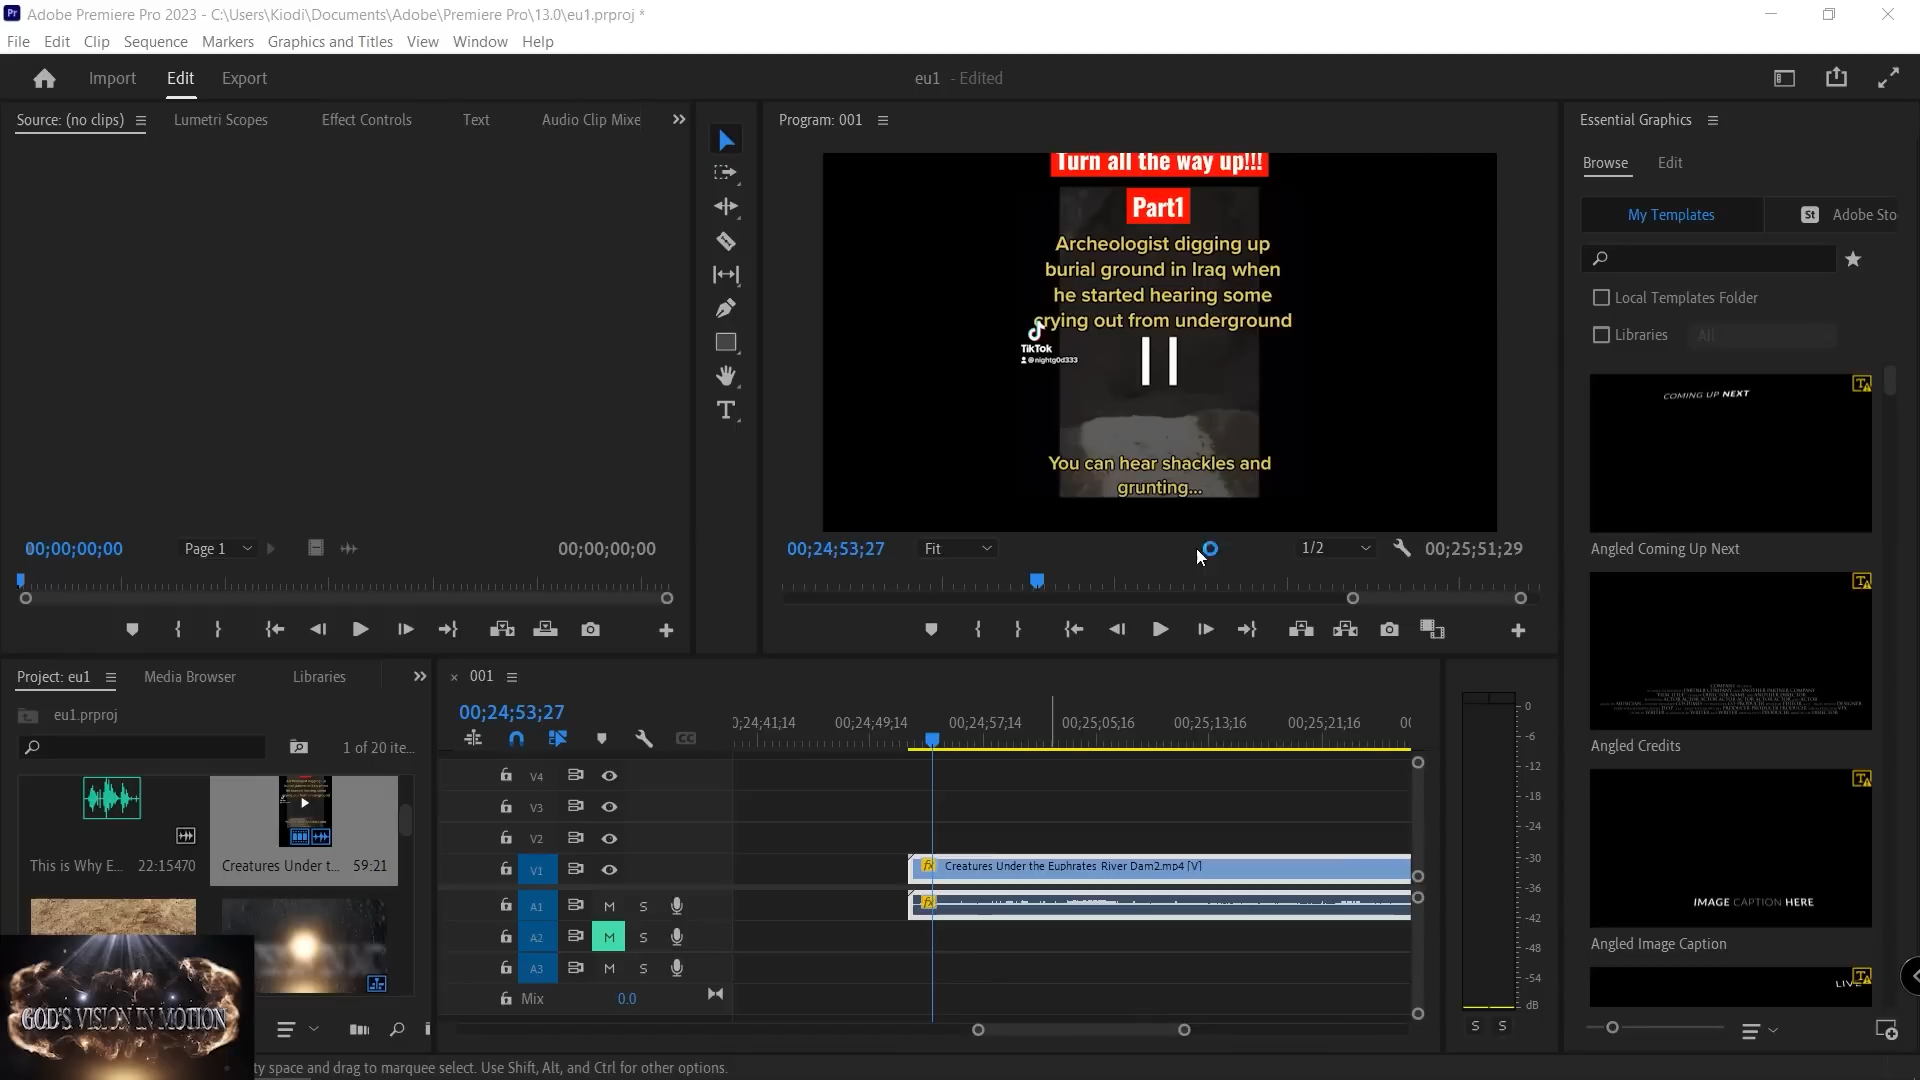 Adobe Premiere Pro 2023 - C:\Users\Kiodi\Documents\Adobe\Premiere Pro\13.0\eu1.prproj *
File Edit Clip Sequence Markers Graphics and Titles View Window Help
Import Edit Export
eu1 - Edited
Source: (no clips) Lumetri Scopes Effect Controls Text Audio Clip Mixe
Program: 001
Turn all the way up!!!
Part1
Archeologist digging up
burial ground in Iraq when
he started hearing some
crying out from underground
TikTok
@nightg0d333
You can hear shackles and
grunting...
00;00;00;00 Page 1 00;00;00;00
00;24;53;27 Fit 1/2 00;25;51;29
Essential Graphics
Browse Edit
My Templates St Adobe Sto
Local Templates Folder
Libraries All
COMING UP NEXT
Angled Coming Up Next
Angled Credits
IMAGE CAPTION HERE
Angled Image Caption
LIVE
Project: eu1 Media Browser Libraries
eu1.prproj
1 of 20 ite...
This is Why E... 22:15470
Creatures Under t... 59:21
GOD'S VISION IN MOTION
001
00;24;53;27
0;24;41;14 00;24;49;14 00;24;57;14 00;25;05;16 00;25;13;16 00;25;21;16 00
V4
V3
V2
V1
Creatures Under the Euphrates River Dam2.mp4 [V]
A1 M S
A2 M S
A3 M S
Mix 0.0
0
-6
-12
-18
-24
-30
-36
-42
-48
-54
dB
S S
ty space and drag to marquee select. Use Shift, Alt, and Ctrl for other options.